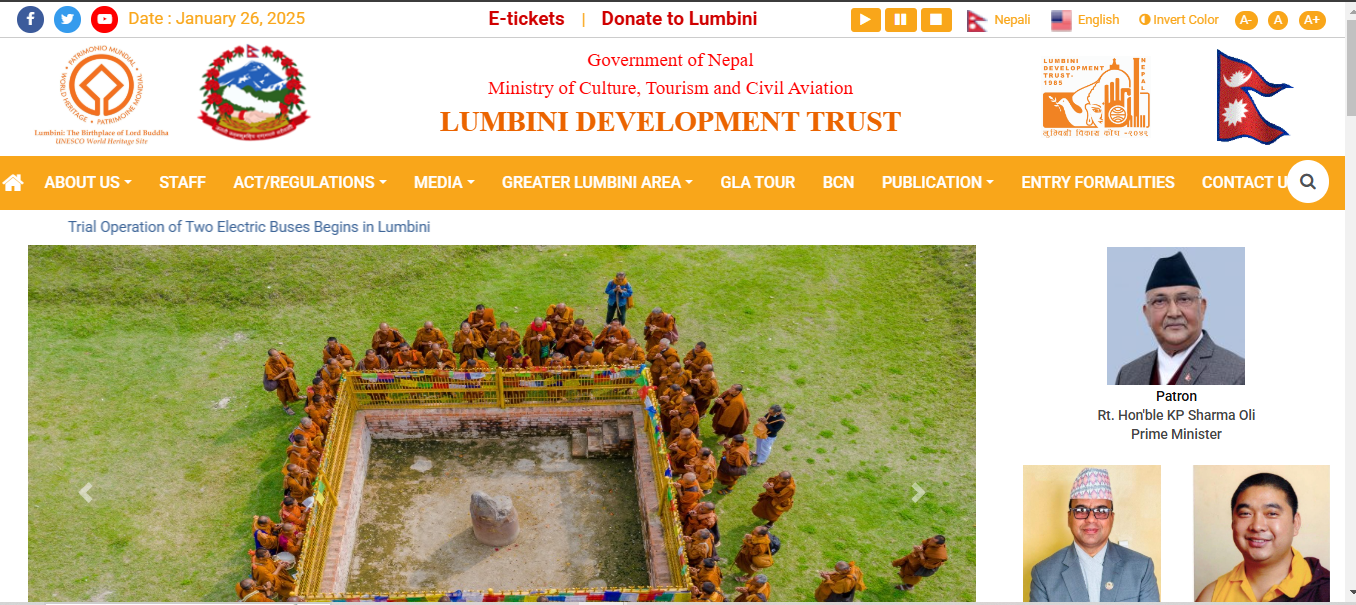 Date : January 26, 2025
E-tickets | Donate to Lumbini
Nepali
English
Invert Color
A-
A
A+
PATRIMONIO MUNDIAL
WORLD HERITAGE • PATRIMOINE MONDIAL
Lumbini: The Birthplace of Lord Buddha
UNESCO World Heritage Site
Government of Nepal
Ministry of Culture, Tourism and Civil Aviation
LUMBINI DEVELOPMENT TRUST
LUMBINI
DEVELOPMENT
TRUST-
1985
NEPAL
लुम्बिनी विकास कोष -२०४२
ABOUT US
STAFF
ACT/REGULATIONS
MEDIA
GREATER LUMBINI AREA
GLA TOUR
BCN
PUBLICATION
ENTRY FORMALITIES
CONTACT U
Trial Operation of Two Electric Buses Begins in Lumbini
Patron
Rt. Hon'ble KP Sharma Oli
Prime Minister